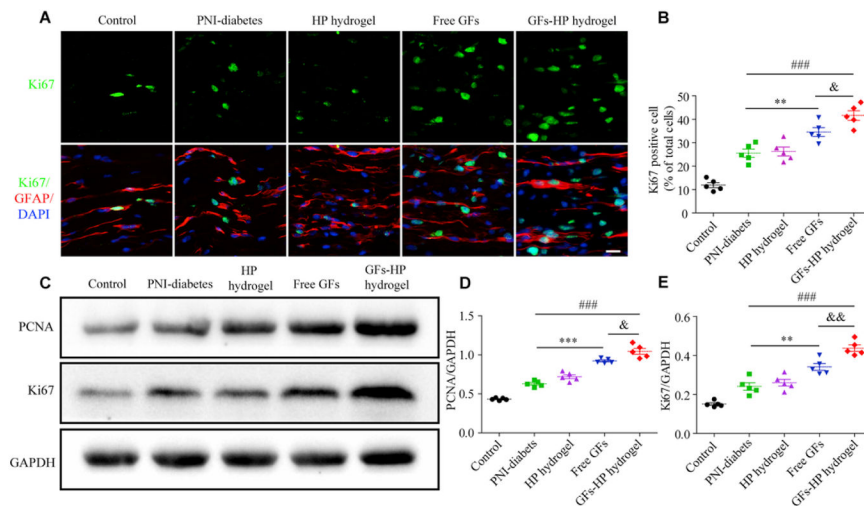 A
Control
PNI-diabetes
HP hydrogel
Free GFs
GFs-HP hydrogel
Ki67
Ki67/
GFAP/
DAPI
B
###
&
**
Ki67 positive cell
(% of total cells)
50
40
30
20
10
0
Control
PNI-diabets
HP hydrogel
Free GFs
GFs-HP hydrogel
C
Control
PNI-diabetes
HP
hydrogel
Free GFs
GFs-HP
hydrogel
PCNA
Ki67
GAPDH
D
###
&
***
PCNA/GAPDH
1.5
1.0
0.5
0.0
Control
PNI-diabets
HP hydrogel
Free GFs
GFs-HP hydrogel
E
###
&&
**
Ki67/GAPDH
0.6
0.4
0.2
0.0
Control
PNI-diabets
HP hydrogel
Free GFs
GFs-HP hydrogel